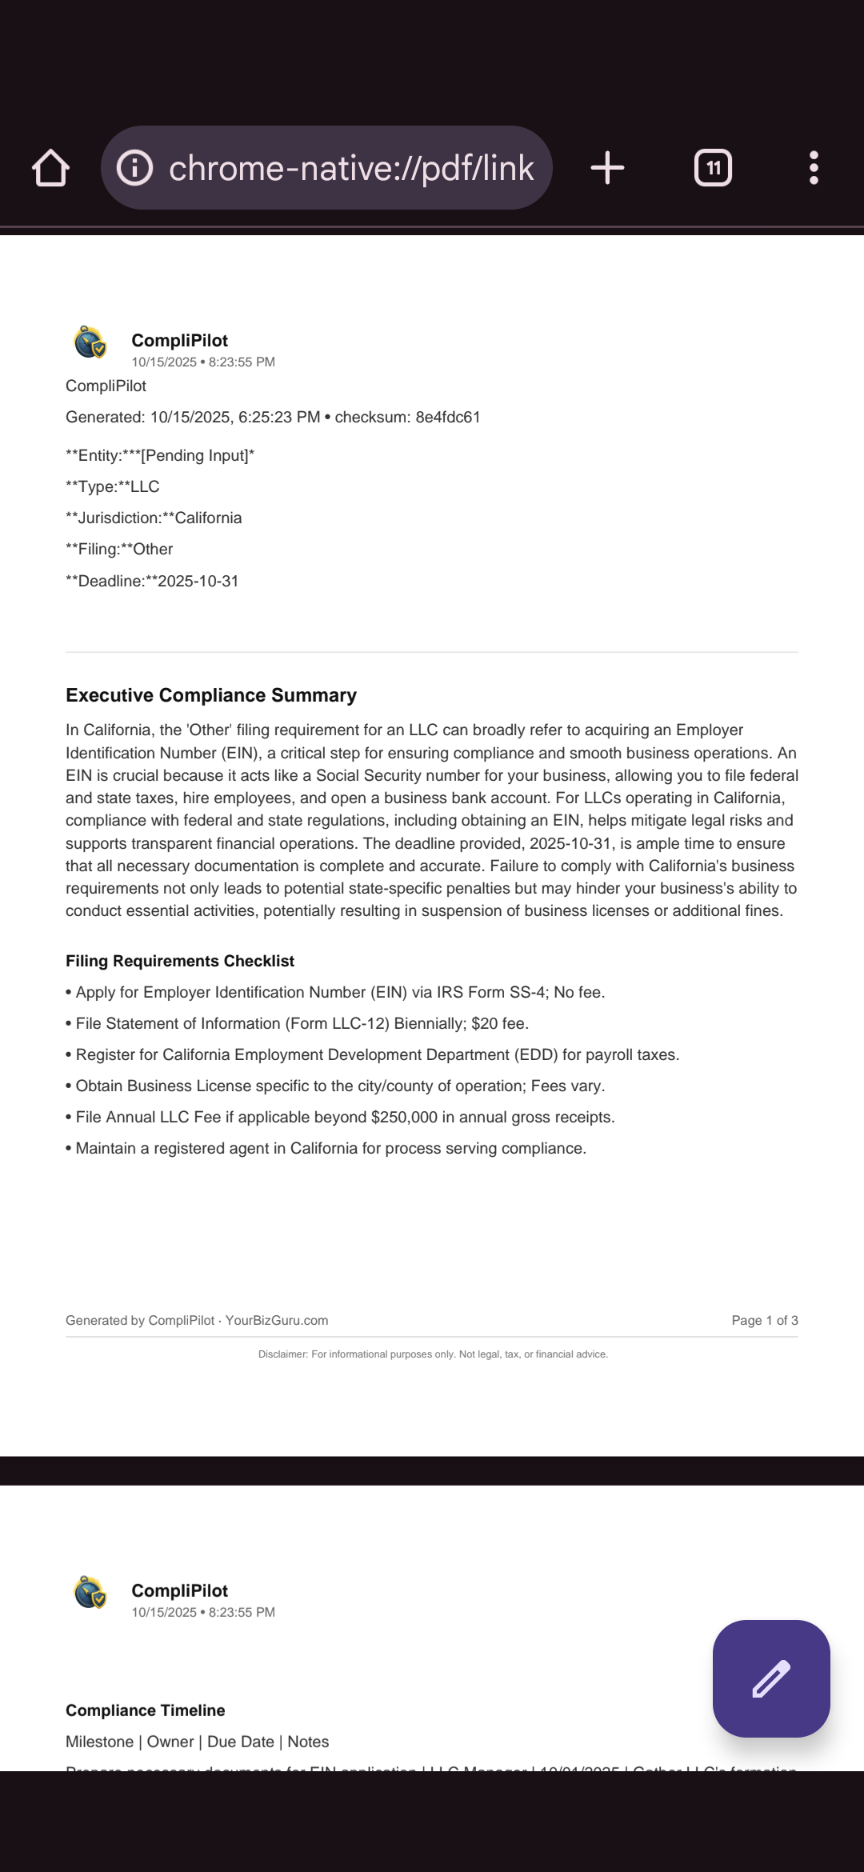 chrome-native://pdf/link
11
CompliPilot
10/15/2025 • 8:23:55 PM
CompliPilot
Generated: 10/15/2025, 6:25:23 PM • checksum: 8e4fdc61
**Entity:***[Pending Input]*
**Type:**LLC
**Jurisdiction:**California
**Filing:**Other
**Deadline:**2025-10-31
Executive Compliance Summary
In California, the 'Other' filing requirement for an LLC can broadly refer to acquiring an Employer
Identification Number (EIN), a critical step for ensuring compliance and smooth business operations. An
EIN is crucial because it acts like a Social Security number for your business, allowing you to file federal
and state taxes, hire employees, and open a business bank account. For LLCs operating in California,
compliance with federal and state regulations, including obtaining an EIN, helps mitigate legal risks and
supports transparent financial operations. The deadline provided, 2025-10-31, is ample time to ensure
that all necessary documentation is complete and accurate. Failure to comply with California's business
requirements not only leads to potential state-specific penalties but may hinder your business's ability to
conduct essential activities, potentially resulting in suspension of business licenses or additional fines.
Filing Requirements Checklist
• Apply for Employer Identification Number (EIN) via IRS Form SS-4; No fee.
• File Statement of Information (Form LLC-12) Biennially; $20 fee.
• Register for California Employment Development Department (EDD) for payroll taxes.
• Obtain Business License specific to the city/county of operation; Fees vary.
• File Annual LLC Fee if applicable beyond $250,000 in annual gross receipts.
• Maintain a registered agent in California for process serving compliance.
Generated by CompliPilot · YourBizGuru.com
Page 1 of 3
Disclaimer: For informational purposes only. Not legal, tax, or financial advice.
CompliPilot
10/15/2025 • 8:23:55 PM
Compliance Timeline
Milestone | Owner | Due Date | Notes
Prepare necessary documents for EIN application | LLC Manager | 10/01/2025 | Gather LLC's formation